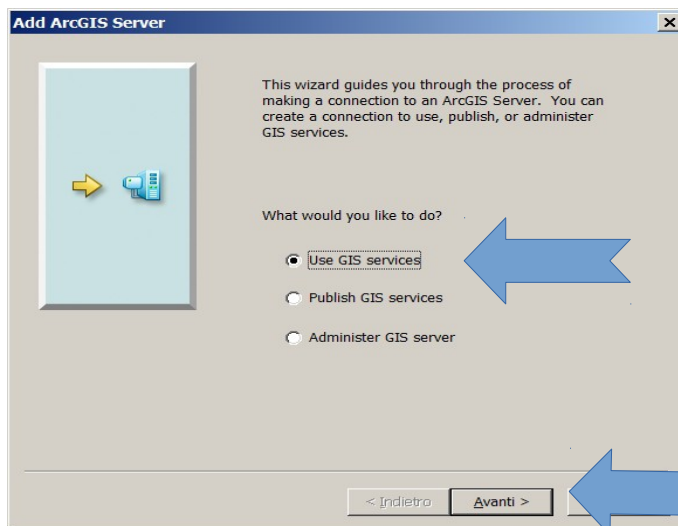 Add ArcGIS Server
This wizard guides you through the process of
making a connection to an ArcGIS Server. You can
create a connection to use, publish, or administer
GIS services.
What would you like to do?
Use GIS services
Publish GIS services
Administer GIS server
< Indietro
Avanti >